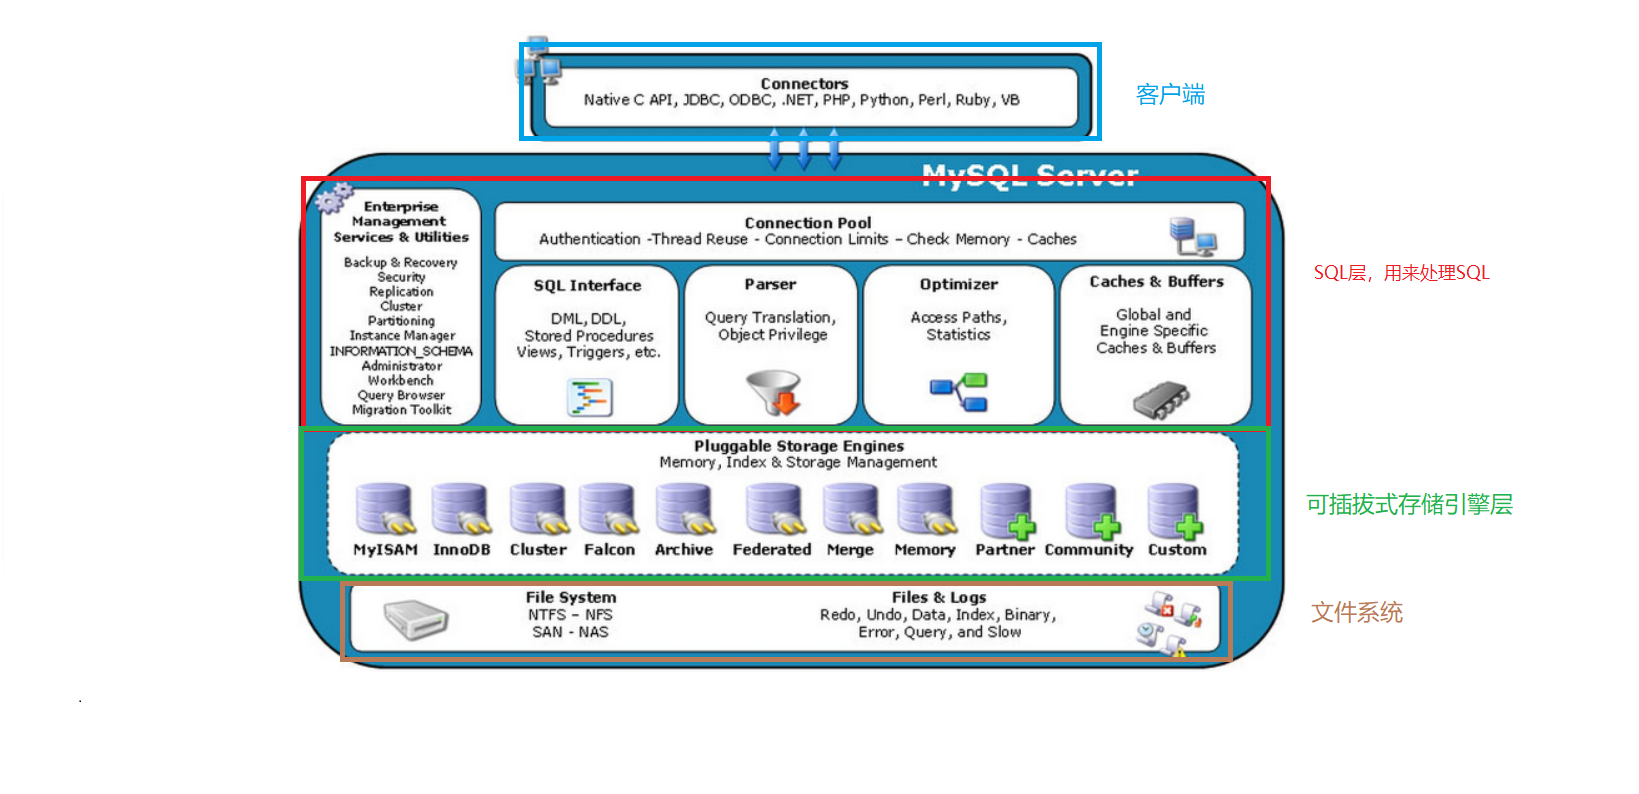 Connectors
Native C API, JDBC, ODBC, .NET, PHP, Python, Perl, Ruby, VB
客户端
MySQL Server
Enterprise
Management
Services & Utilities
Backup & Recovery
Security
Replication
Cluster
Partitioning
Instance Manager
INFORMATION_SCHEMA
Administrator
Workbench
Query Browser
Migration Toolkit
Connection Pool
Authentication -Thread Reuse - Connection Limits – Check Memory - Caches
SQL Interface
DML, DDL,
Stored Procedures
Views, Triggers, etc.
Parser
Query Translation,
Object Privilege
Optimizer
Access Paths,
Statistics
Caches & Buffers
Global and
Engine Specific
Caches & Buffers
SQL层，用来处理SQL
Pluggable Storage Engines
Memory, Index & Storage Management
MyISAM InnoDB Cluster Falcon Archive Federated Merge Memory Partner Community Custom
可插拔式存储引擎层
File System
NTFS – NFS
SAN - NAS
Files & Logs
Redo, Undo, Data, Index, Binary,
Error, Query, and Slow
文件系统
.